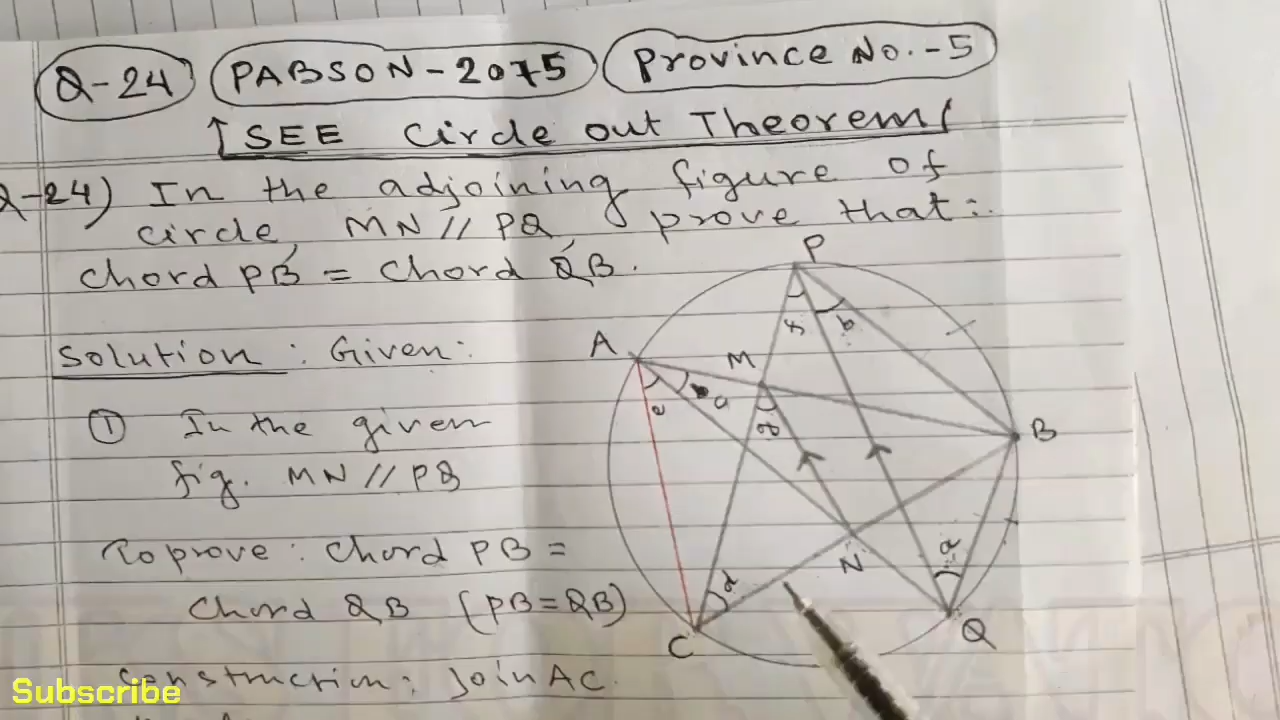 Q-24 PABSON-2075 Province No.-5
SEE Circle out Theorem
Q-24) In the adjoining figure of
circle, MN // PQ, prove that:
chord PB = chord QB.
Solution: Given:
① In the given
fig. MN // PQ
To prove: chord PB =
chord QB (PB = QB)
Construction: Join AC.
P
A
M
B
N
C
Q
f
b
e
a
d
Subscribe